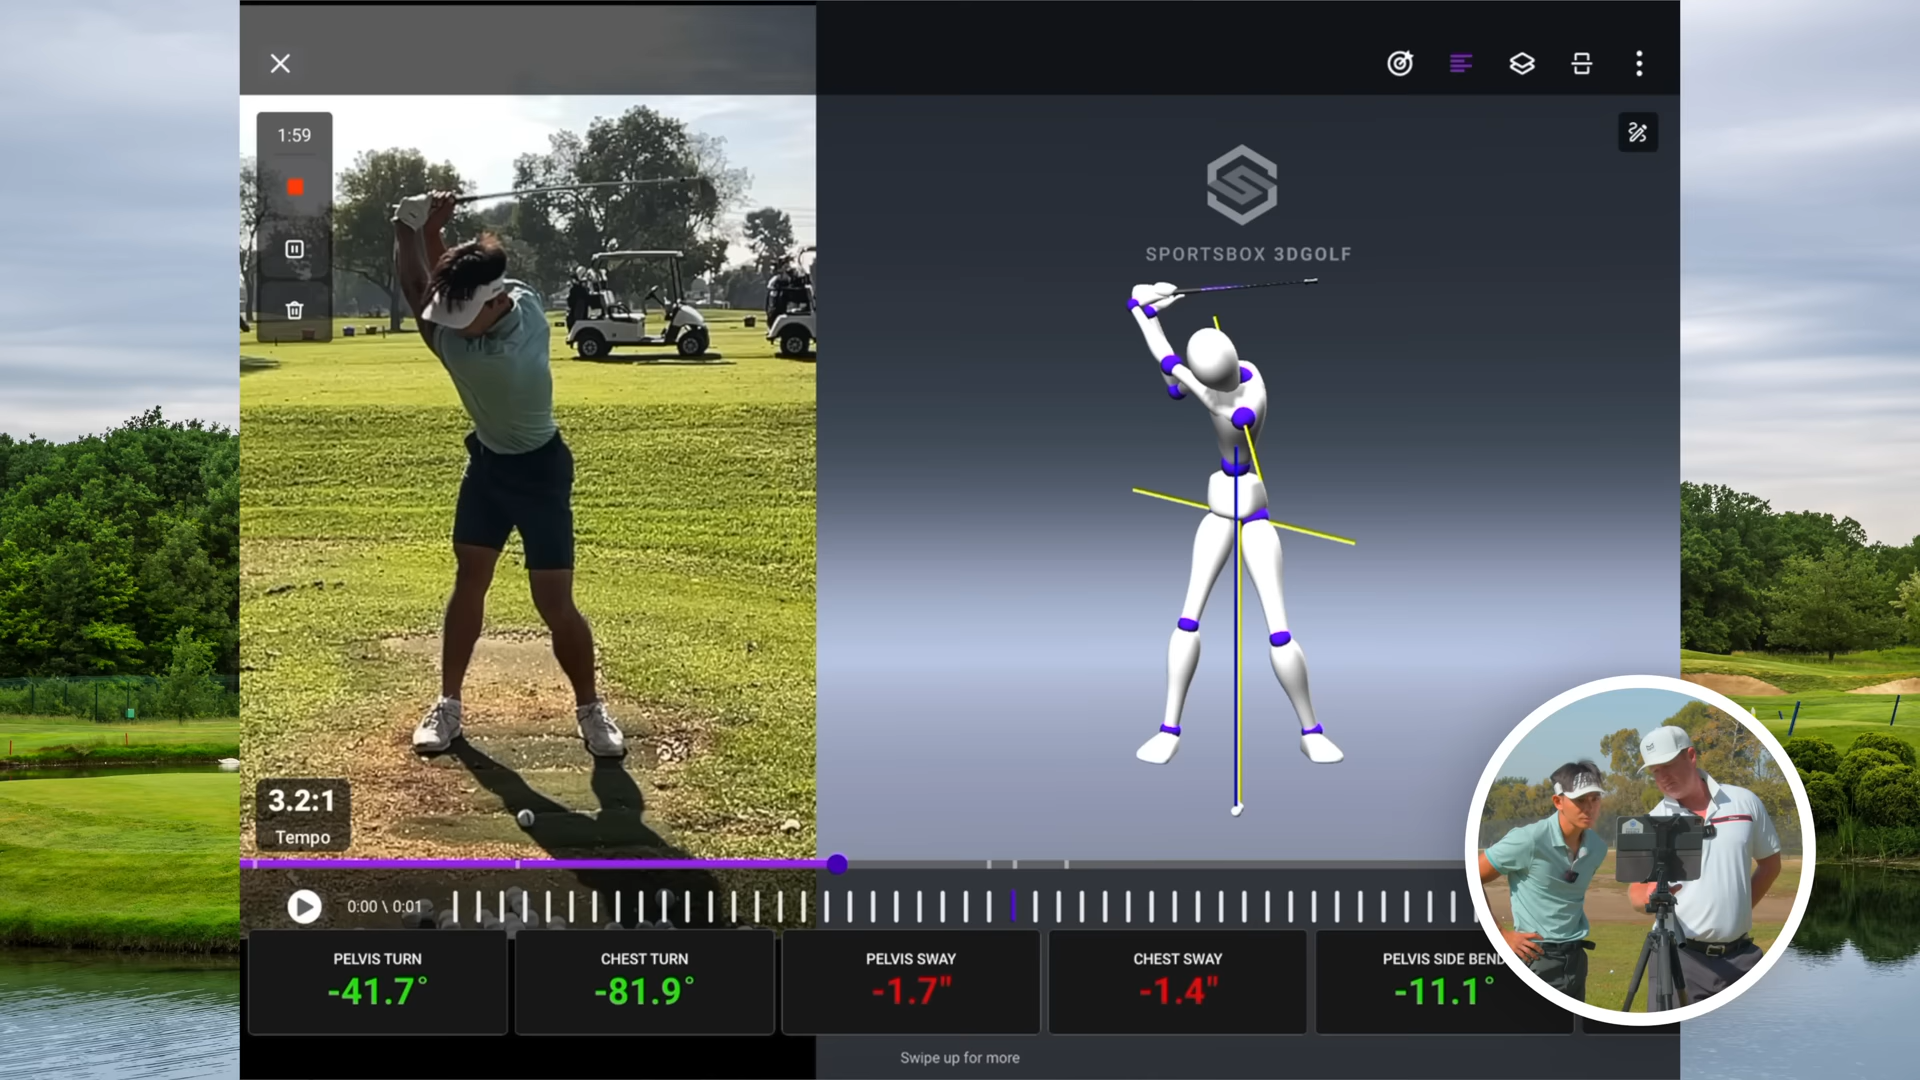 1:59
SPORTSBOX 3DGOLF
3.2:1
Tempo
0:00 \ 0:01
PELVIS TURN
-41.7°
CHEST TURN
-81.9°
PELVIS SWAY
-1.7"
CHEST SWAY
-1.4"
PELVIS SIDE BEND
-11.1°
Swipe up for more